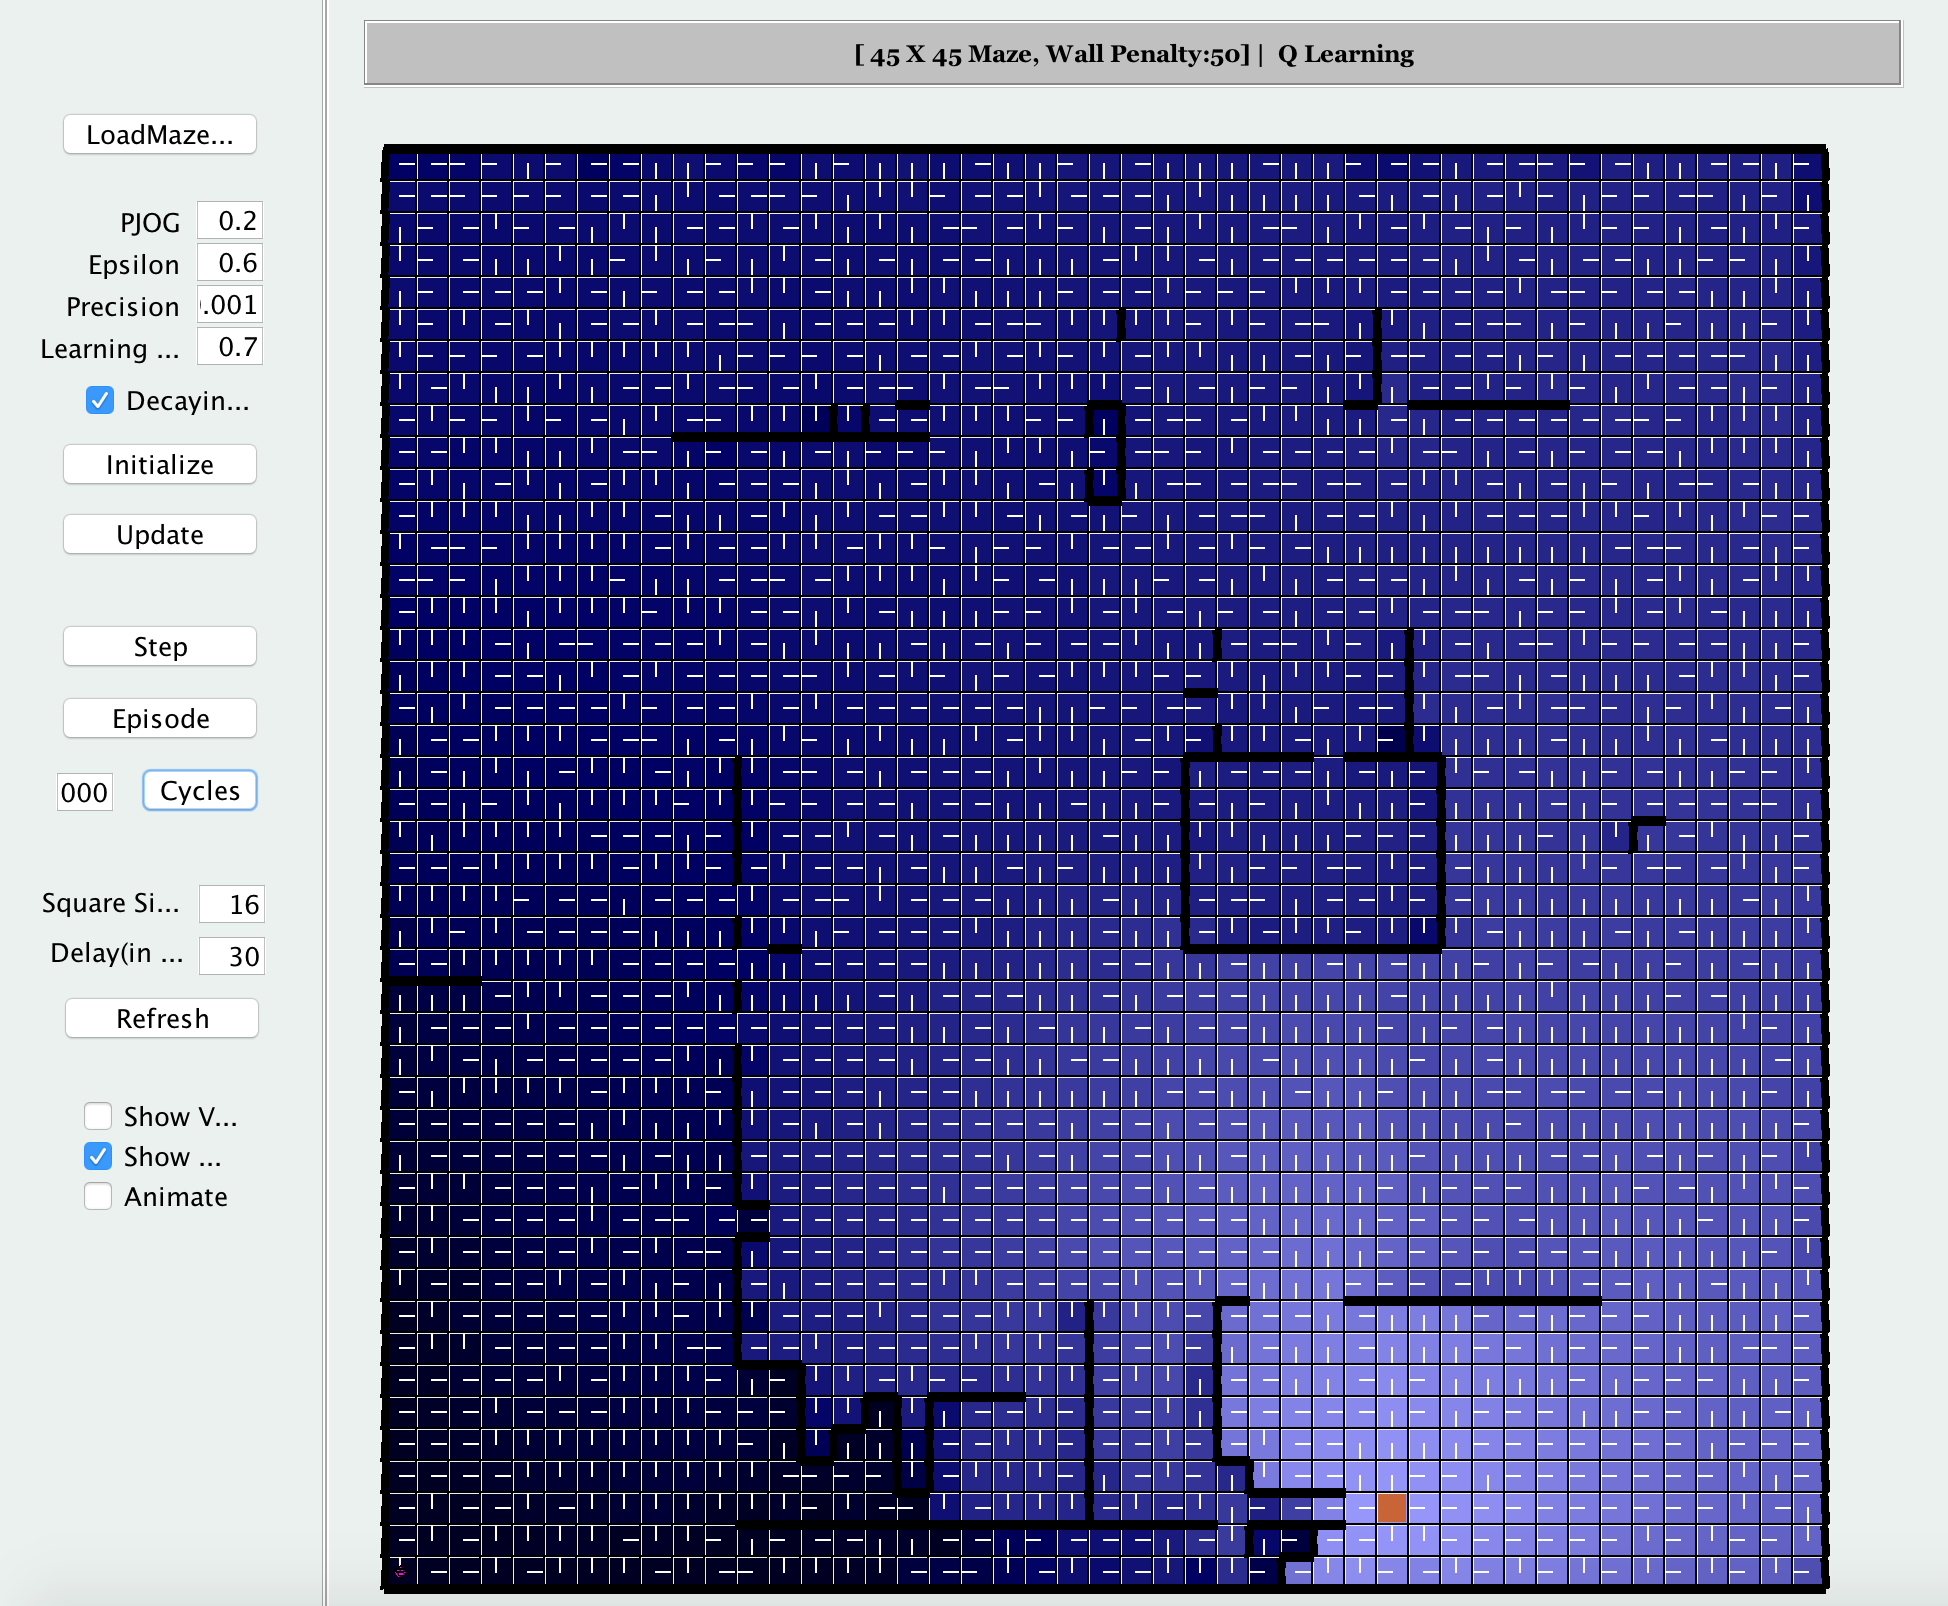 [ 45 X 45 Maze, Wall Penalty:50] | Q Learning
LoadMaze...
PJOG 0.2
Epsilon 0.6
Precision .001
Learning ... 0.7
Decayin...
Initialize
Update
Step
Episode
000 Cycles
Square Si... 16
Delay(in ... 30
Refresh
Show V...
Show ...
Animate